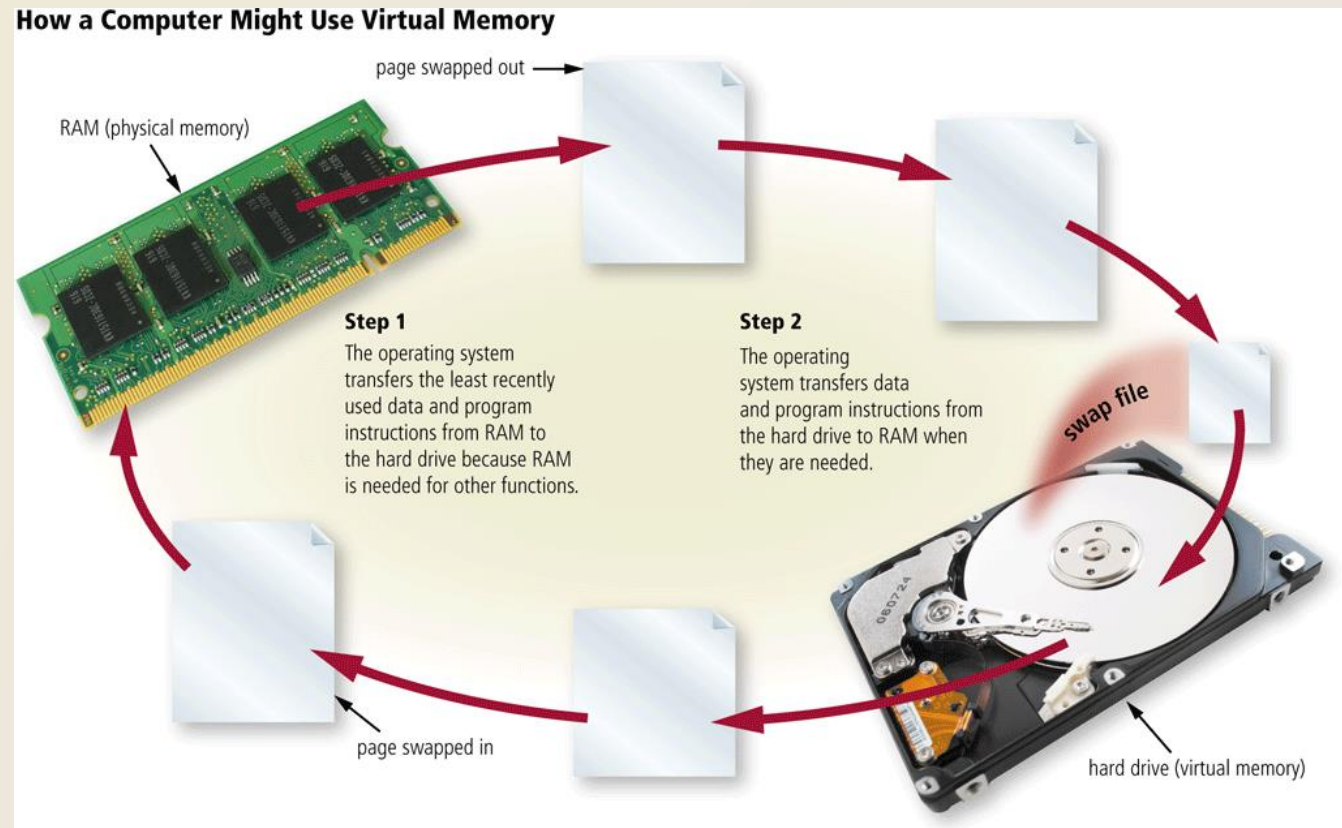 How a Computer Might Use Virtual Memory
page swapped out
RAM (physical memory)
Step 1
The operating system
transfers the least recently
used data and program
instructions from RAM to
the hard drive because RAM
is needed for other functions.
Step 2
The operating
system transfers data
and program instructions from
the hard drive to RAM when
they are needed.
swap file
080724
page swapped in
hard drive (virtual memory)